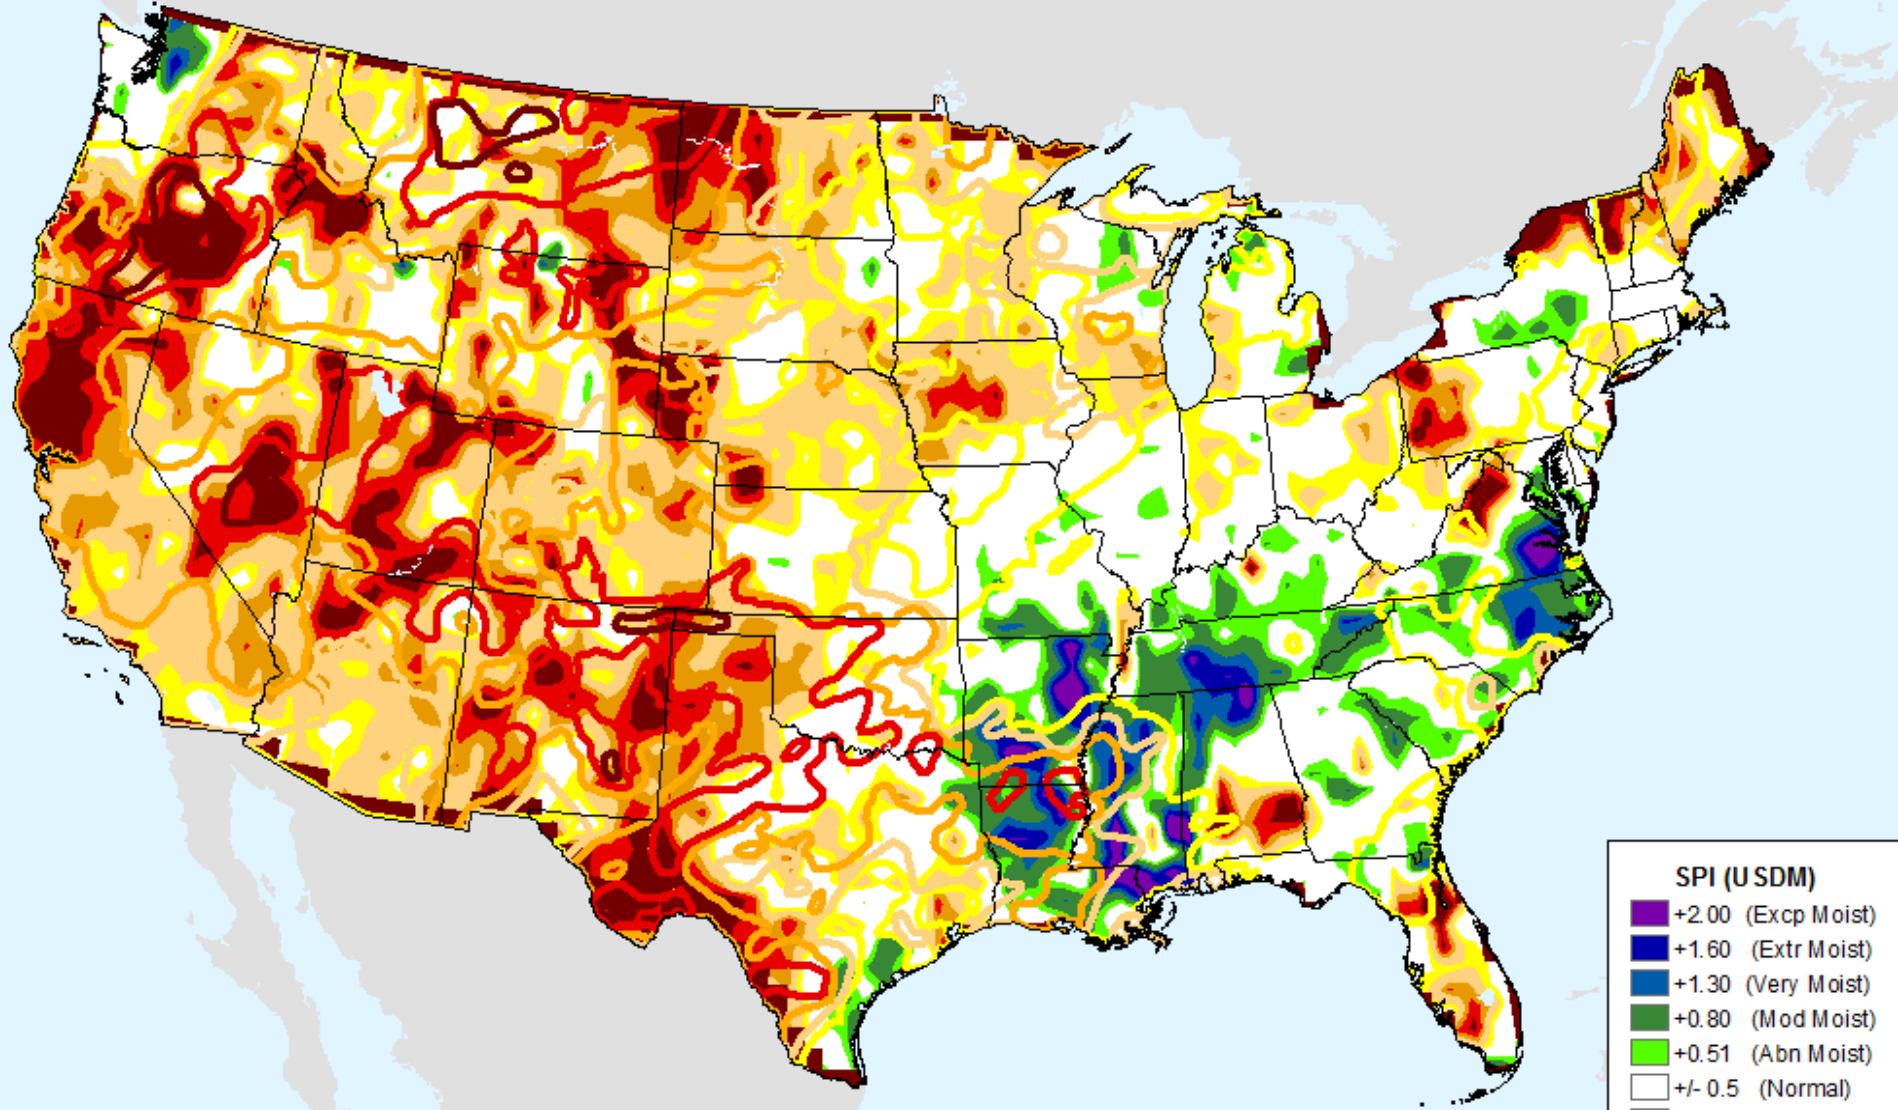 SPI (USDM)
+2.00 (Excp Moist)
+1.60 (Extr Moist)
+1.30 (Very Moist)
+0.80 (Mod Moist)
+0.51 (Abn Moist)
+/- 0.5 (Normal)